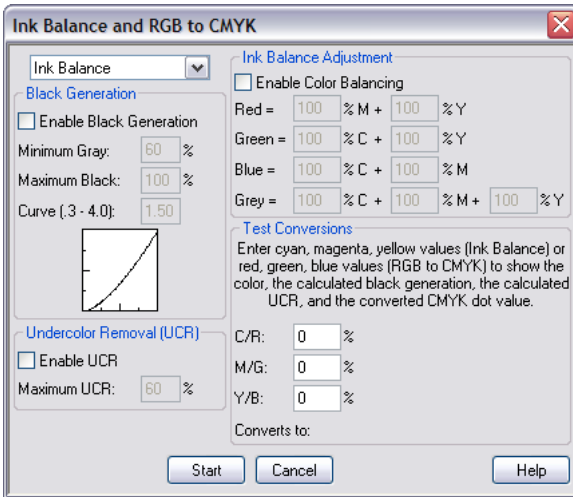 Ink Balance and RGB to CMYK
Ink Balance
Black Generation
Enable Black Generation
Minimum Gray: 60 %
Maximum Black: 100 %
Curve (.3 - 4.0): 1.50
Undercolor Removal (UCR)
Enable UCR
Maximum UCR: 60 %
Ink Balance Adjustment
Enable Color Balancing
Red = 100 % M + 100 % Y
Green = 100 % C + 100 % Y
Blue = 100 % C + 100 % M
Grey = 100 % C + 100 % M + 100 % Y
Test Conversions
Enter cyan, magenta, yellow values (Ink Balance) or
red, green, blue values (RGB to CMYK) to show the
color, the calculated black generation, the calculated
UCR, and the converted CMYK dot value.
C/R: 0 %
M/G: 0 %
Y/B: 0 %
Converts to:
Start
Cancel
Help